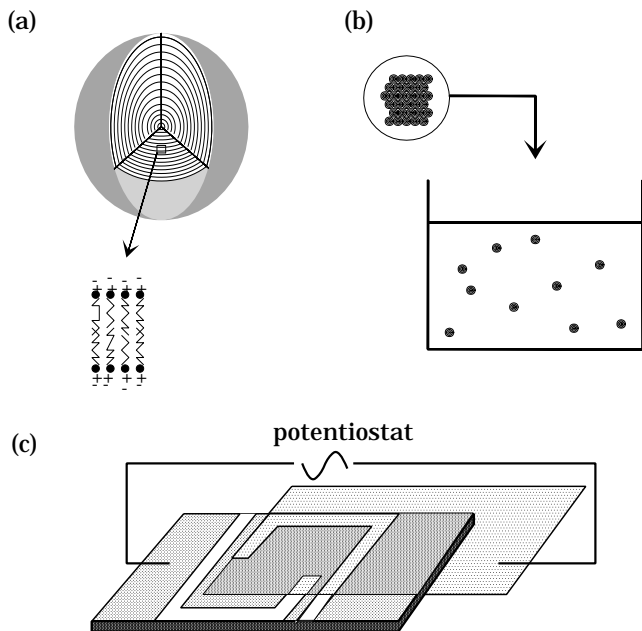 (a)
(b)
- - - -
+ + + +
+ + + +
- - - -
(c)
potentiostat